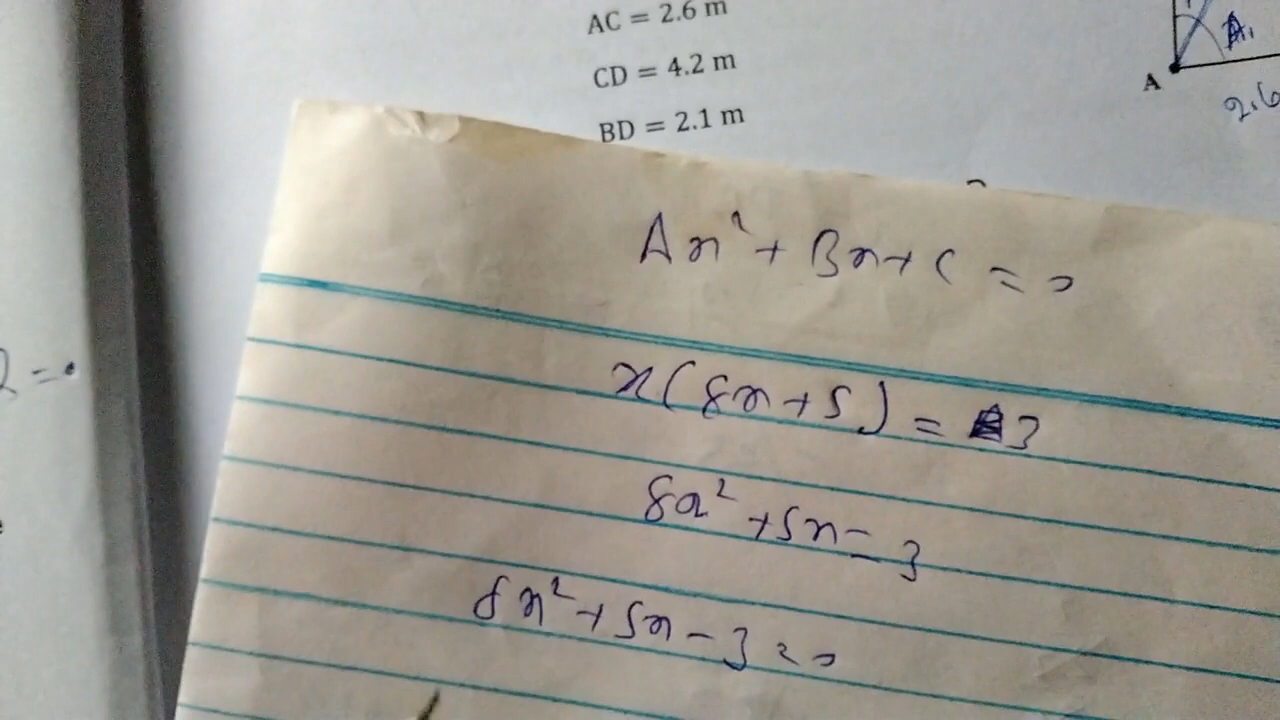 AC = 2.6 m
CD = 4.2 m
BD = 2.1 m
A
2.6
Ax² + Bx + C = 0
x(8x + 5) = 3
8x² + 5x = 3
8x² + 5x - 3 = 0